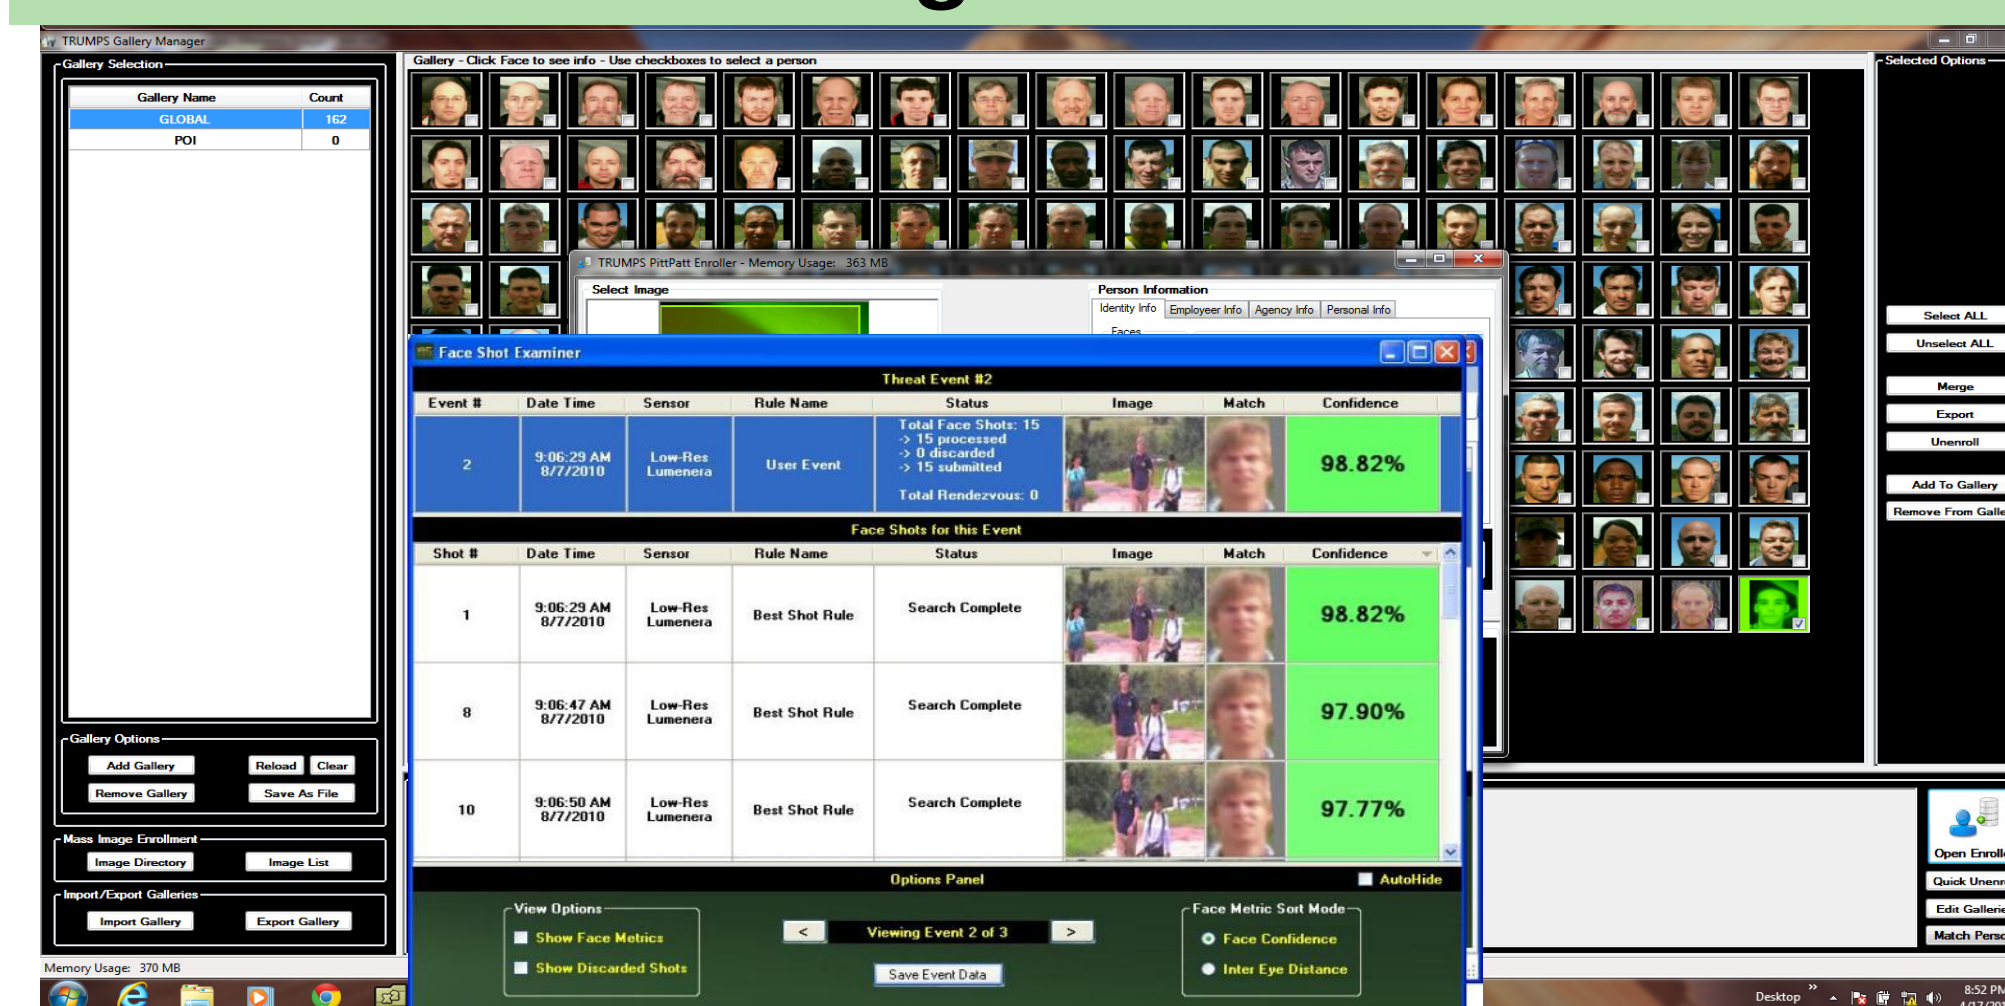 TRUMPS Gallery Manager
Gallery Selection
Gallery Name Count
GLOBAL 162
POI 0
Gallery - Click Face to see info - Use checkboxes to select a person
Selected Options
TRUMPS PittPatt Enroller - Memory Usage: 363 MB
Select Image
Person Information
Identity Info Employeer Info Agency Info Personal Info
Faces
Face Shot Examiner
Threat Event #2
Event # Date Time Sensor Rule Name Status Image Match Confidence
2 9:06:29 AM 8/7/2010 Low-Res Lumenera User Event
Total Face Shots: 15
-> 15 processed
-> 0 discarded
-> 15 submitted
Total Rendezvous: 0
98.82%
Face Shots for this Event
Shot # Date Time Sensor Rule Name Status Image Match Confidence
1 9:06:29 AM 8/7/2010 Low-Res Lumenera Best Shot Rule Search Complete 98.82%
8 9:06:47 AM 8/7/2010 Low-Res Lumenera Best Shot Rule Search Complete 97.90%
10 9:06:50 AM 8/7/2010 Low-Res Lumenera Best Shot Rule Search Complete 97.77%
Options Panel
AutoHide
View Options
Show Face Metrics
Show Discarded Shots
< Viewing Event 2 of 3 >
Save Event Data
Face Metric Sort Mode
Face Confidence
Inter Eye Distance
Select ALL
Unselect ALL
Merge
Export
Unenroll
Add To Gallery
Remove From Galle
Gallery Options
Add Gallery Reload Clear
Remove Gallery Save As File
Mass Image Enrollment
Image Directory Image List
Import/Export Galleries
Import Gallery Export Gallery
Open Enrolle
Quick Unenr
Edit Gallerie
Match Perso
Memory Usage: 370 MB
Desktop
8:52 PM